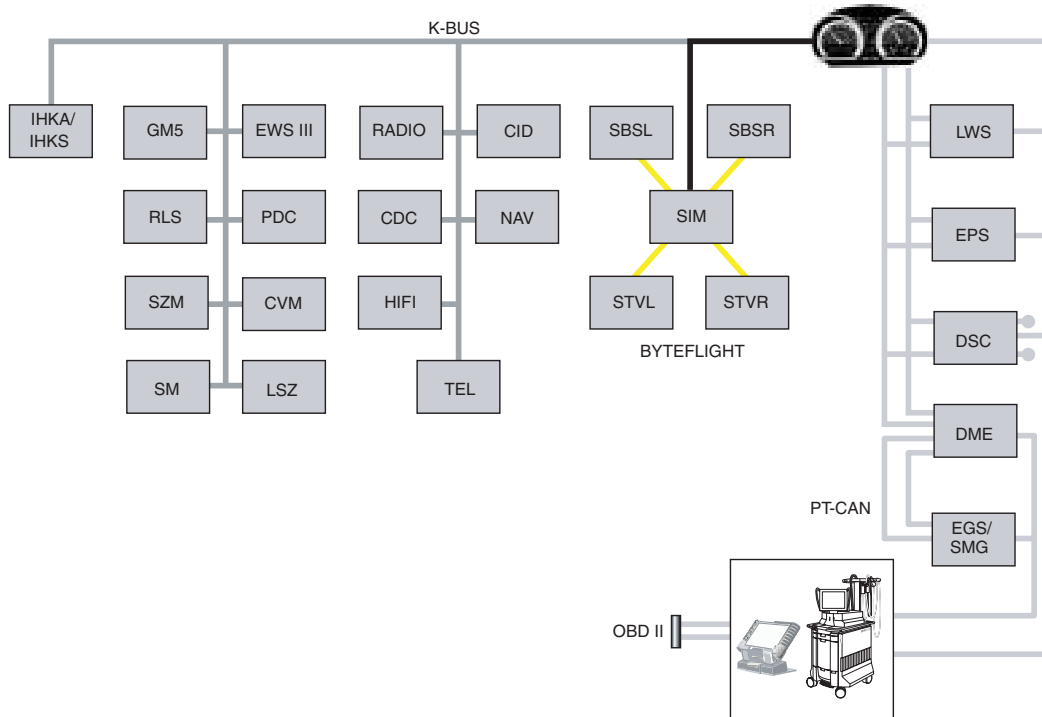 K-BUS
IHKA/
IHKS
GM5
EWS III
RADIO
CID
SBSL
SBSR
LWS
RLS
PDC
CDC
NAV
SIM
EPS
SZM
CVM
HIFI
STVL
STVR
DSC
BYTEFLIGHT
SM
LSZ
TEL
DME
PT-CAN
EGS/
SMG
OBD II